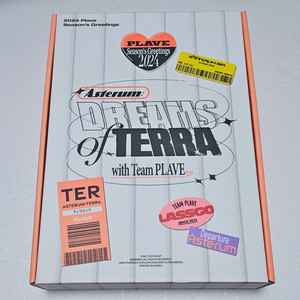 2024 Plave
Season's Greetings
PLAVE
Season's Greetings
2024
Asterum:
DREAMS
of TERRA
with Team PLAVE
TER
ASTERUM-TERRA
PLAVE
TEAM PLAVE
LASSGO
Departure
Asterum